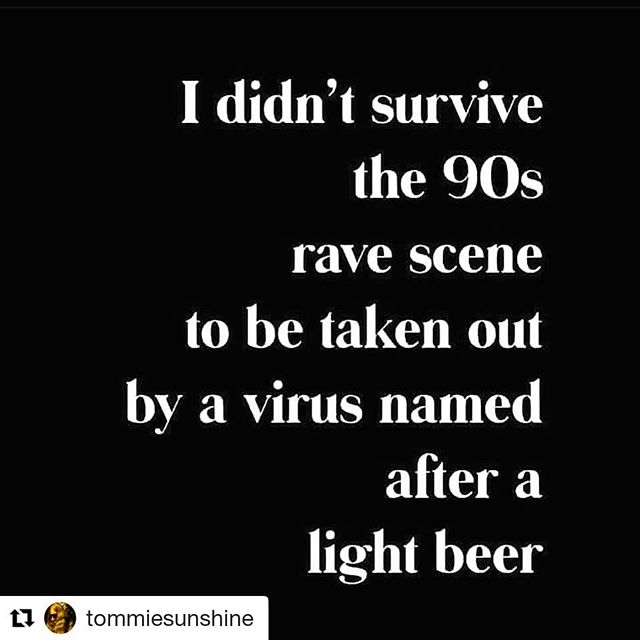 I didn’t survive
the 90s
rave scene
to be taken out
by a virus named
after a
light beer
tommiesunshine